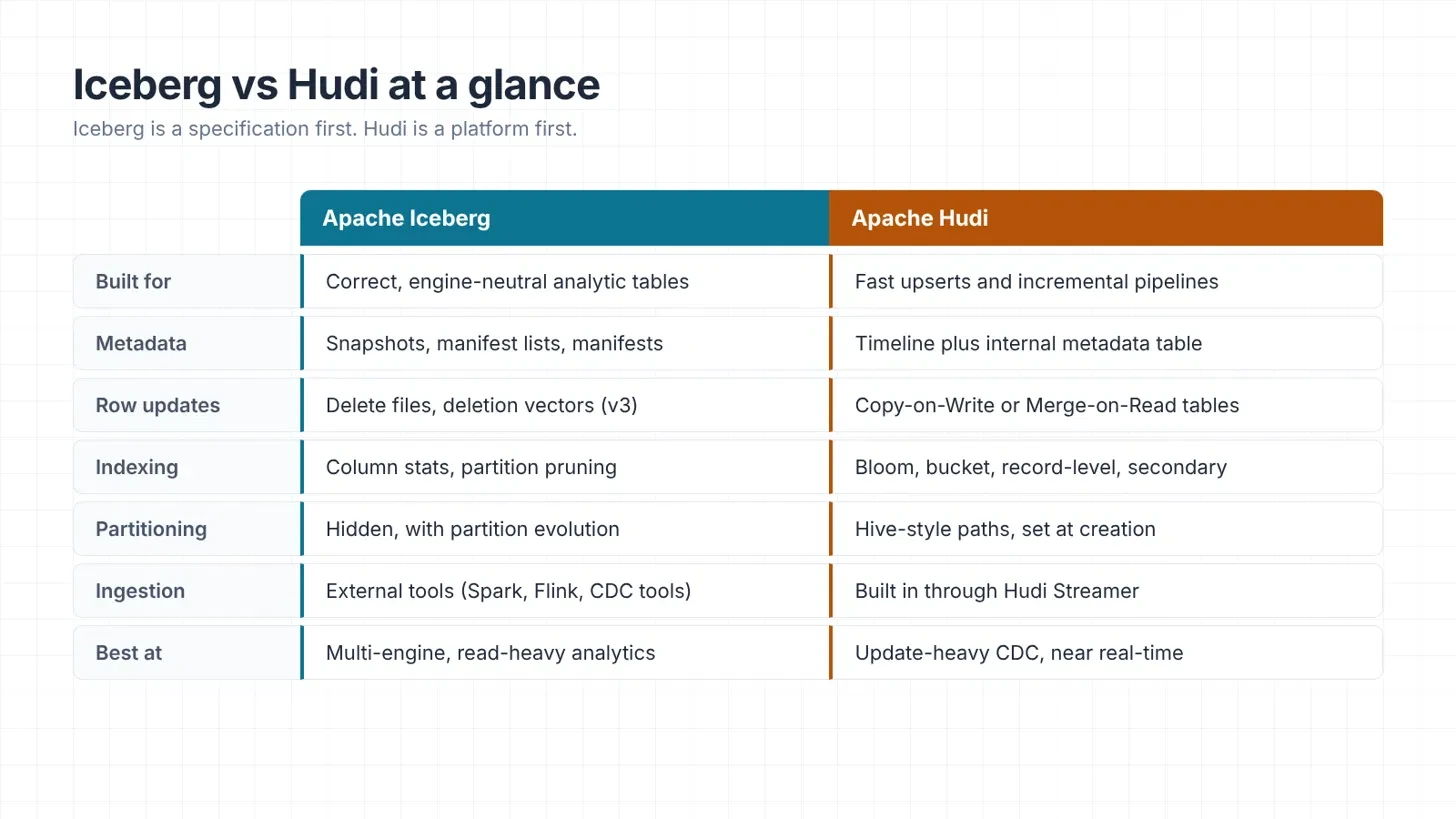 Iceberg vs Hudi at a glance
Iceberg is a specification first. Hudi is a platform first.
Apache Iceberg Apache Hudi
Built for Correct, engine-neutral analytic tables Fast upserts and incremental pipelines
Metadata Snapshots, manifest lists, manifests Timeline plus internal metadata table
Row updates Delete files, deletion vectors (v3) Copy-on-Write or Merge-on-Read tables
Indexing Column stats, partition pruning Bloom, bucket, record-level, secondary
Partitioning Hidden, with partition evolution Hive-style paths, set at creation
Ingestion External tools (Spark, Flink, CDC tools) Built in through Hudi Streamer
Best at Multi-engine, read-heavy analytics Update-heavy CDC, near real-time